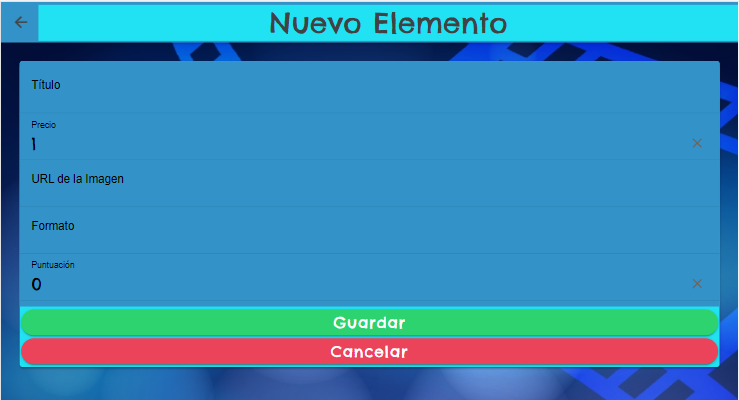 Nuevo Elemento
Título
Precio
1
URL de la Imagen
Formato
Puntuación
0
Guardar
Cancelar